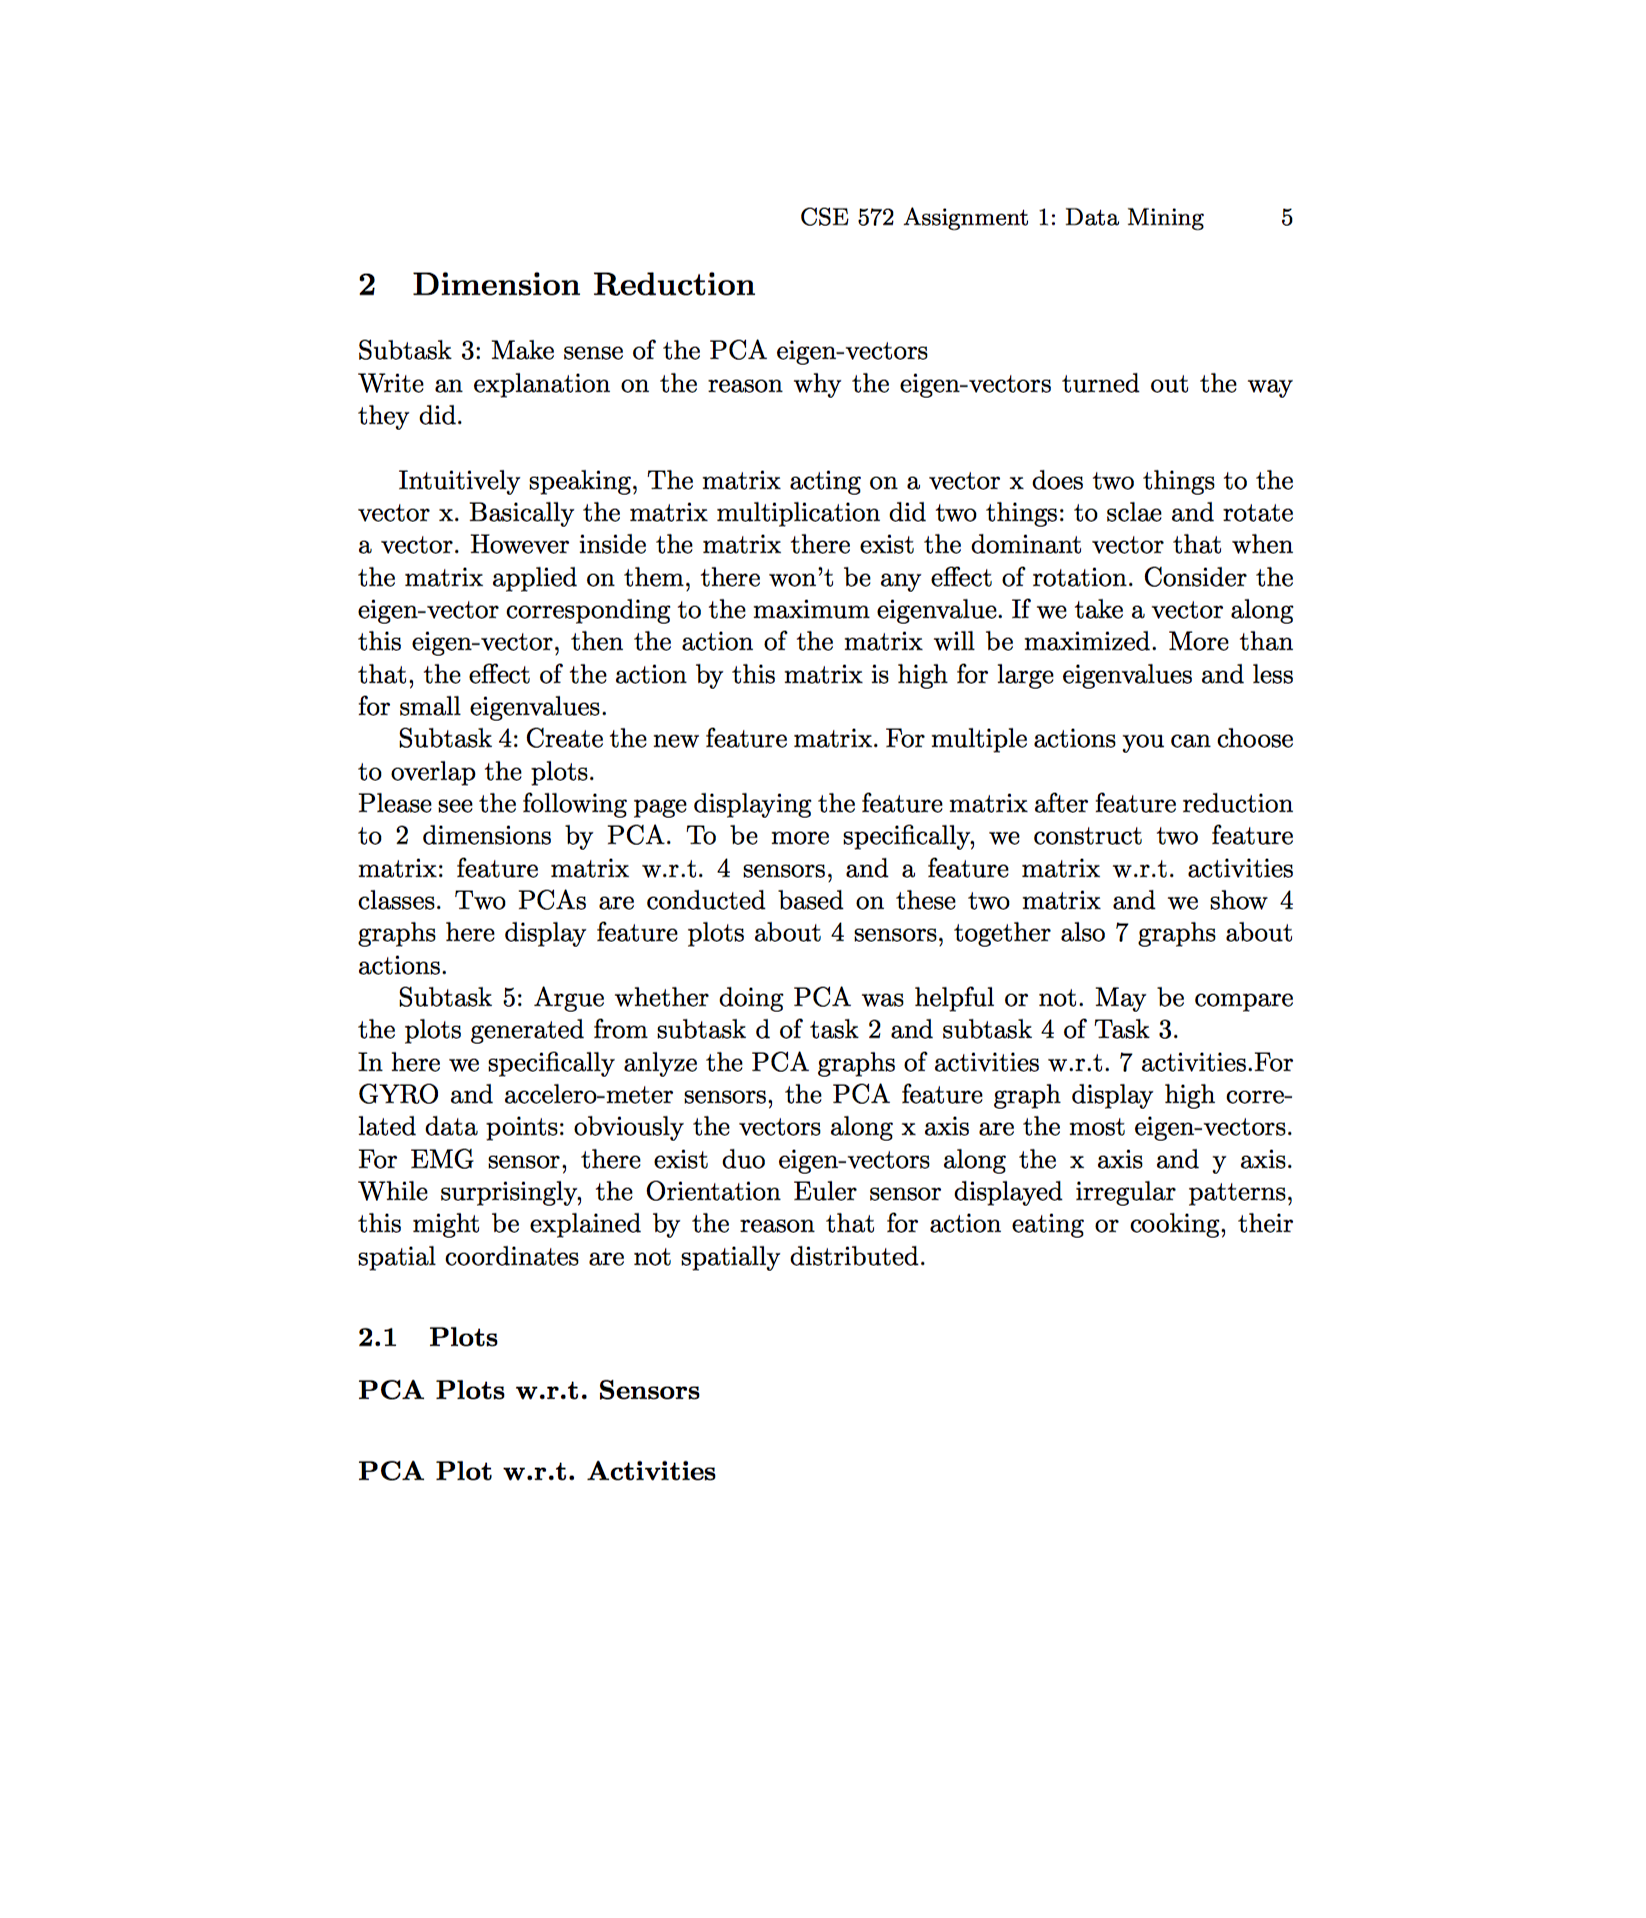 CSE 572 Assignment 1: Data Mining 5
2 Dimension Reduction
Subtask 3: Make sense of the PCA eigen-vectors
Write an explanation on the reason why the eigen-vectors turned out the way
they did.
Intuitively speaking, The matrix acting on a vector x does two things to the
vector x. Basically the matrix multiplication did two things: to sclae and rotate
a vector. However inside the matrix there exist the dominant vector that when
the matrix applied on them, there won't be any effect of rotation. Consider the
eigen-vector corresponding to the maximum eigenvalue. If we take a vector along
this eigen-vector, then the action of the matrix will be maximized. More than
that, the effect of the action by this matrix is high for large eigenvalues and less
for small eigenvalues.
Subtask 4: Create the new feature matrix. For multiple actions you can choose
to overlap the plots.
Please see the following page displaying the feature matrix after feature reduction
to 2 dimensions by PCA. To be more specifically, we construct two feature
matrix: feature matrix w.r.t. 4 sensors, and a feature matrix w.r.t. activities
classes. Two PCAs are conducted based on these two matrix and we show 4
graphs here display feature plots about 4 sensors, together also 7 graphs about
actions.
Subtask 5: Argue whether doing PCA was helpful or not. May be compare
the plots generated from subtask d of task 2 and subtask 4 of Task 3.
In here we specifically anlyze the PCA graphs of activities w.r.t. 7 activities.For
GYRO and accelero-meter sensors, the PCA feature graph display high corre-
lated data points: obviously the vectors along x axis are the most eigen-vectors.
For EMG sensor, there exist duo eigen-vectors along the x axis and y axis.
While surprisingly, the Orientation Euler sensor displayed irregular patterns,
this might be explained by the reason that for action eating or cooking, their
spatial coordinates are not spatially distributed.
2.1 Plots
PCA Plots w.r.t. Sensors
PCA Plot w.r.t. Activities